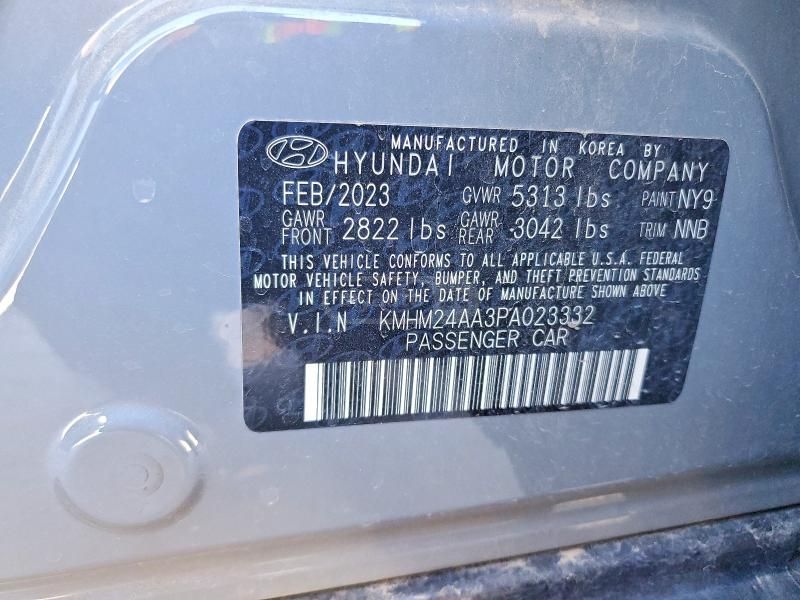 MANUFACTURED IN KOREA BY
HYUNDAI MOTOR COMPANY
FEB/2023 GVWR 5313 lbs PAINT NY9
GAWR FRONT 2822 lbs GAWR REAR 3042 lbs TRIM NNB
THIS VEHICLE CONFORMS TO ALL APPLICABLE U.S.A. FEDERAL
MOTOR VEHICLE SAFETY, BUMPER, AND THEFT PREVENTION STANDARDS
IN EFFECT ON THE DATE OF MANUFACTURE SHOWN ABOVE
V.I.N KMHM24AA3PA023332
PASSENGER CAR